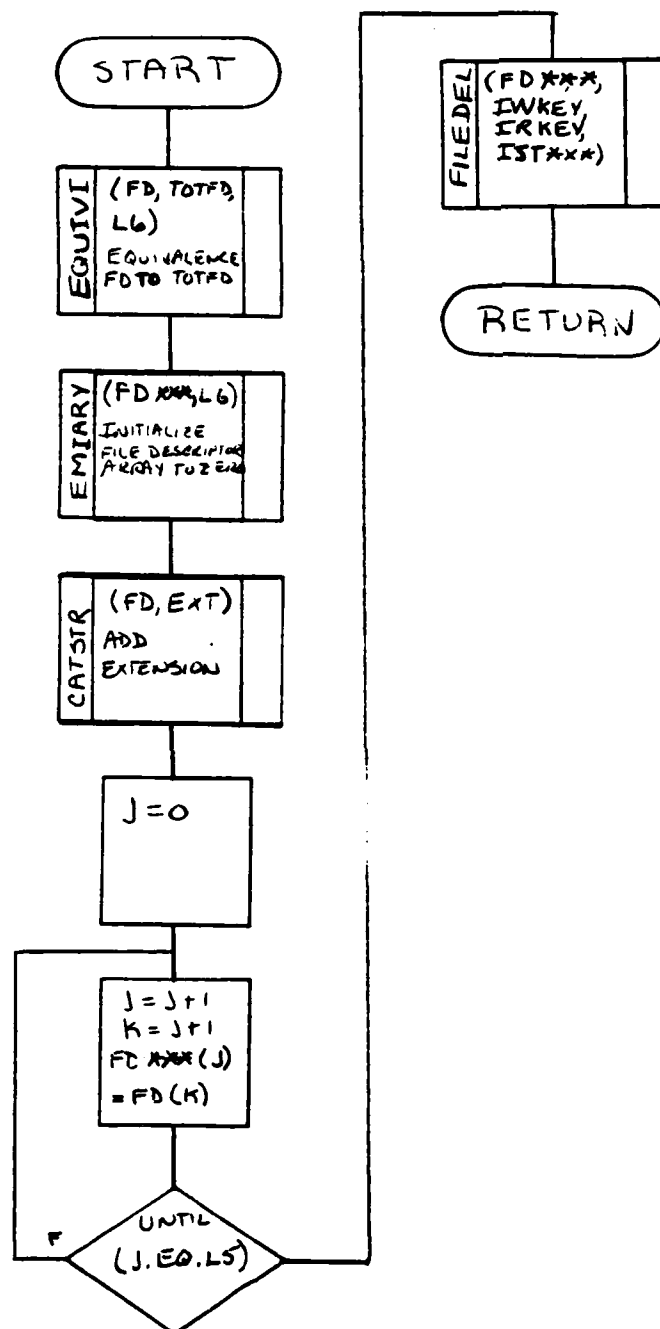 START
EQUIVI
(FD, TOTFD,
L6)
EQUIVALENCE
FD TO TOTFD
EMIARY
(FD***, L6)
INITIALIZE
FILE DESCRIPTOR
ARRAY TO ZERO
CATSTR
(FD, EXT)
ADD
EXTENSION
J=0
J=J+1
K=J+1
FD***(J)
=FD(K)
UNTIL
(J.EQ.L5)
F
FILEDEL
(FD***,
IWKEY,
IRKEY,
IST***)
RETURN